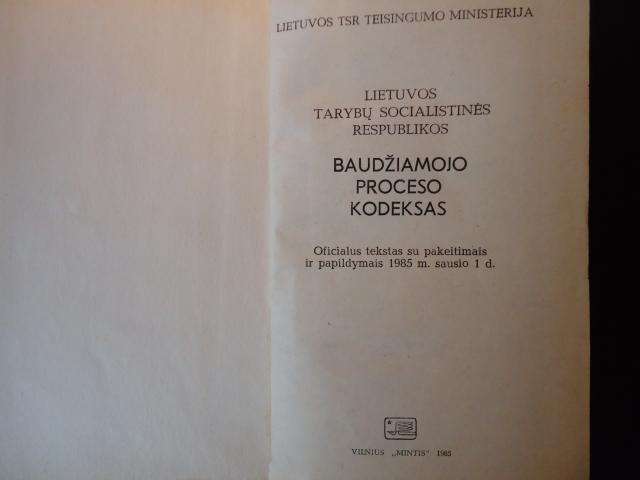 LIETUVOS TSR TEISINGUMO MINISTERIJA
LIETUVOS
TARYBŲ SOCIALISTINĖS
RESPUBLIKOS
BAUDŽIAMOJO
PROCESO
KODEKSAS
Oficialus tekstas su pakeitimais
ir papildymais 1985 m. sausio 1 d.
VILNIUS „MINTIS" 1985